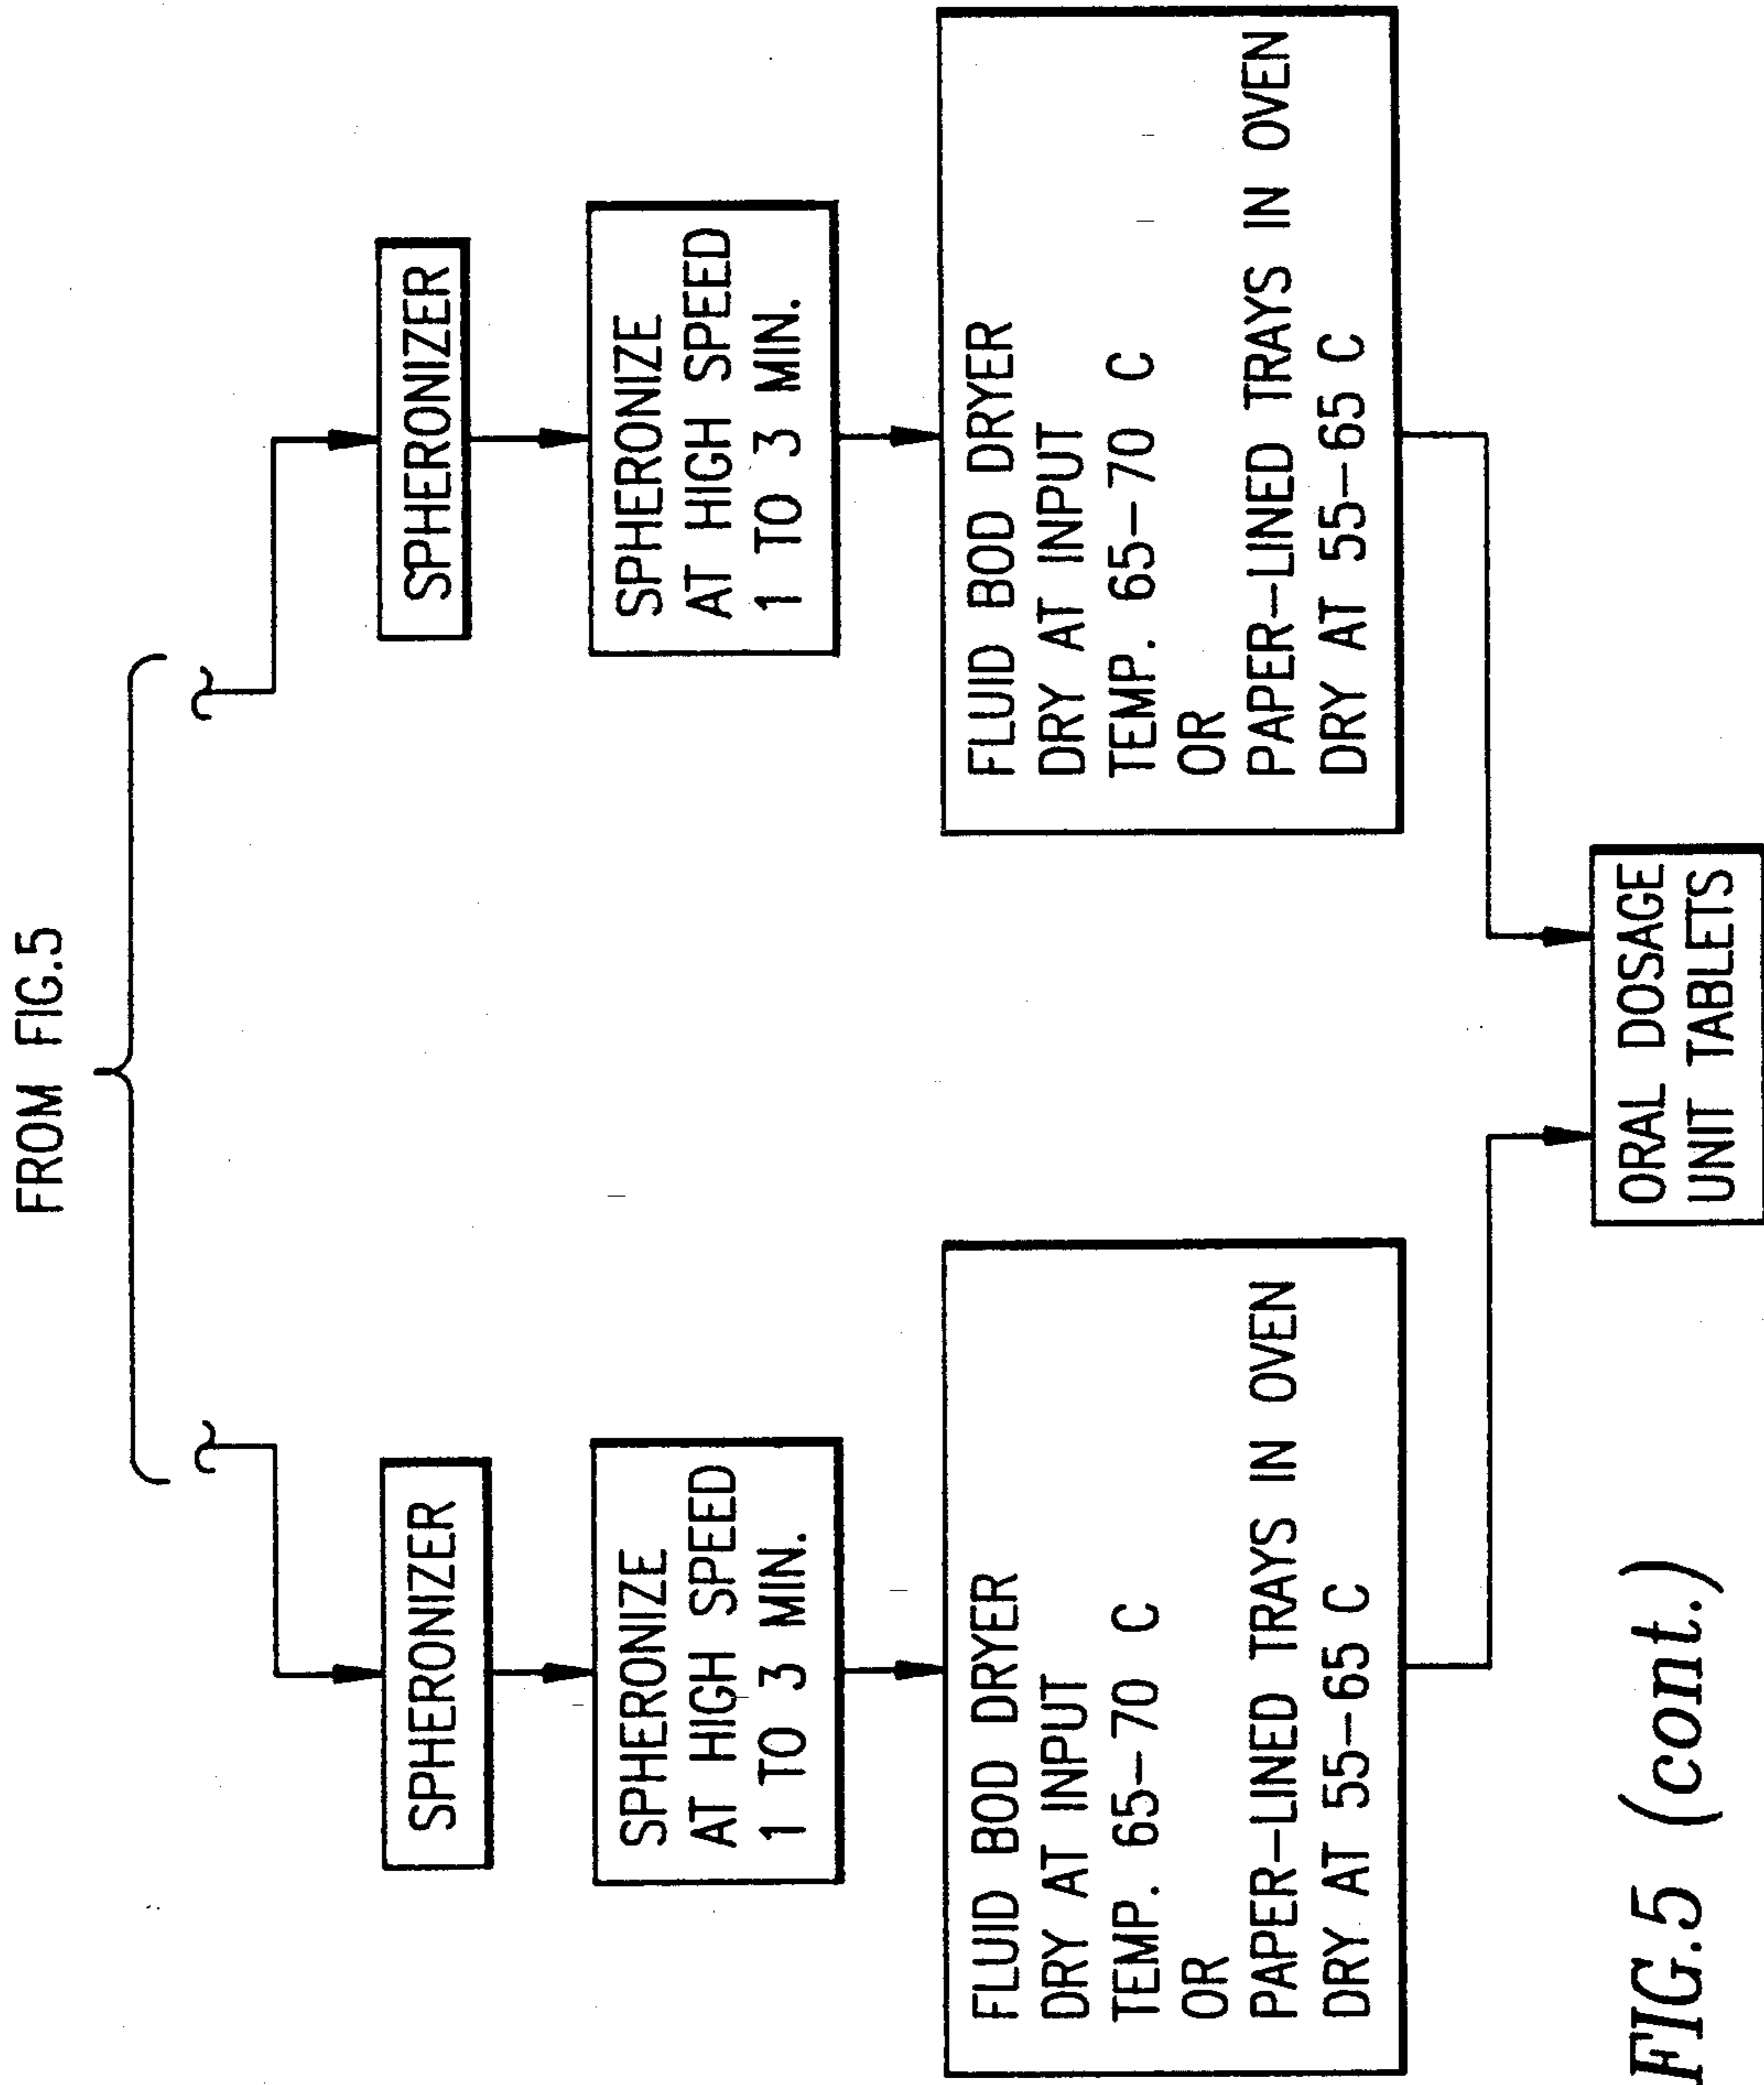 FROM FIG.5
SPHERONIZER
SPHERONIZE
AT HIGH SPEED
1 TO 3 MIN.
FLUID BOD DRYER
DRY AT INPUT
TEMP. 65-70 C
OR
PAPER-LINED TRAYS IN OVEN
DRY AT 55-65 C
SPHERONIZER
SPHERONIZE
AT HIGH SPEED
1 TO 3 MIN.
FLUID BOD DRYER
DRY AT INPUT
TEMP. 65-70 C
OR
PAPER-LINED TRAYS IN OVEN
DRY AT 55-65 C
ORAL DOSAGE
UNIT TABLETS
FIG.5 (cont.)